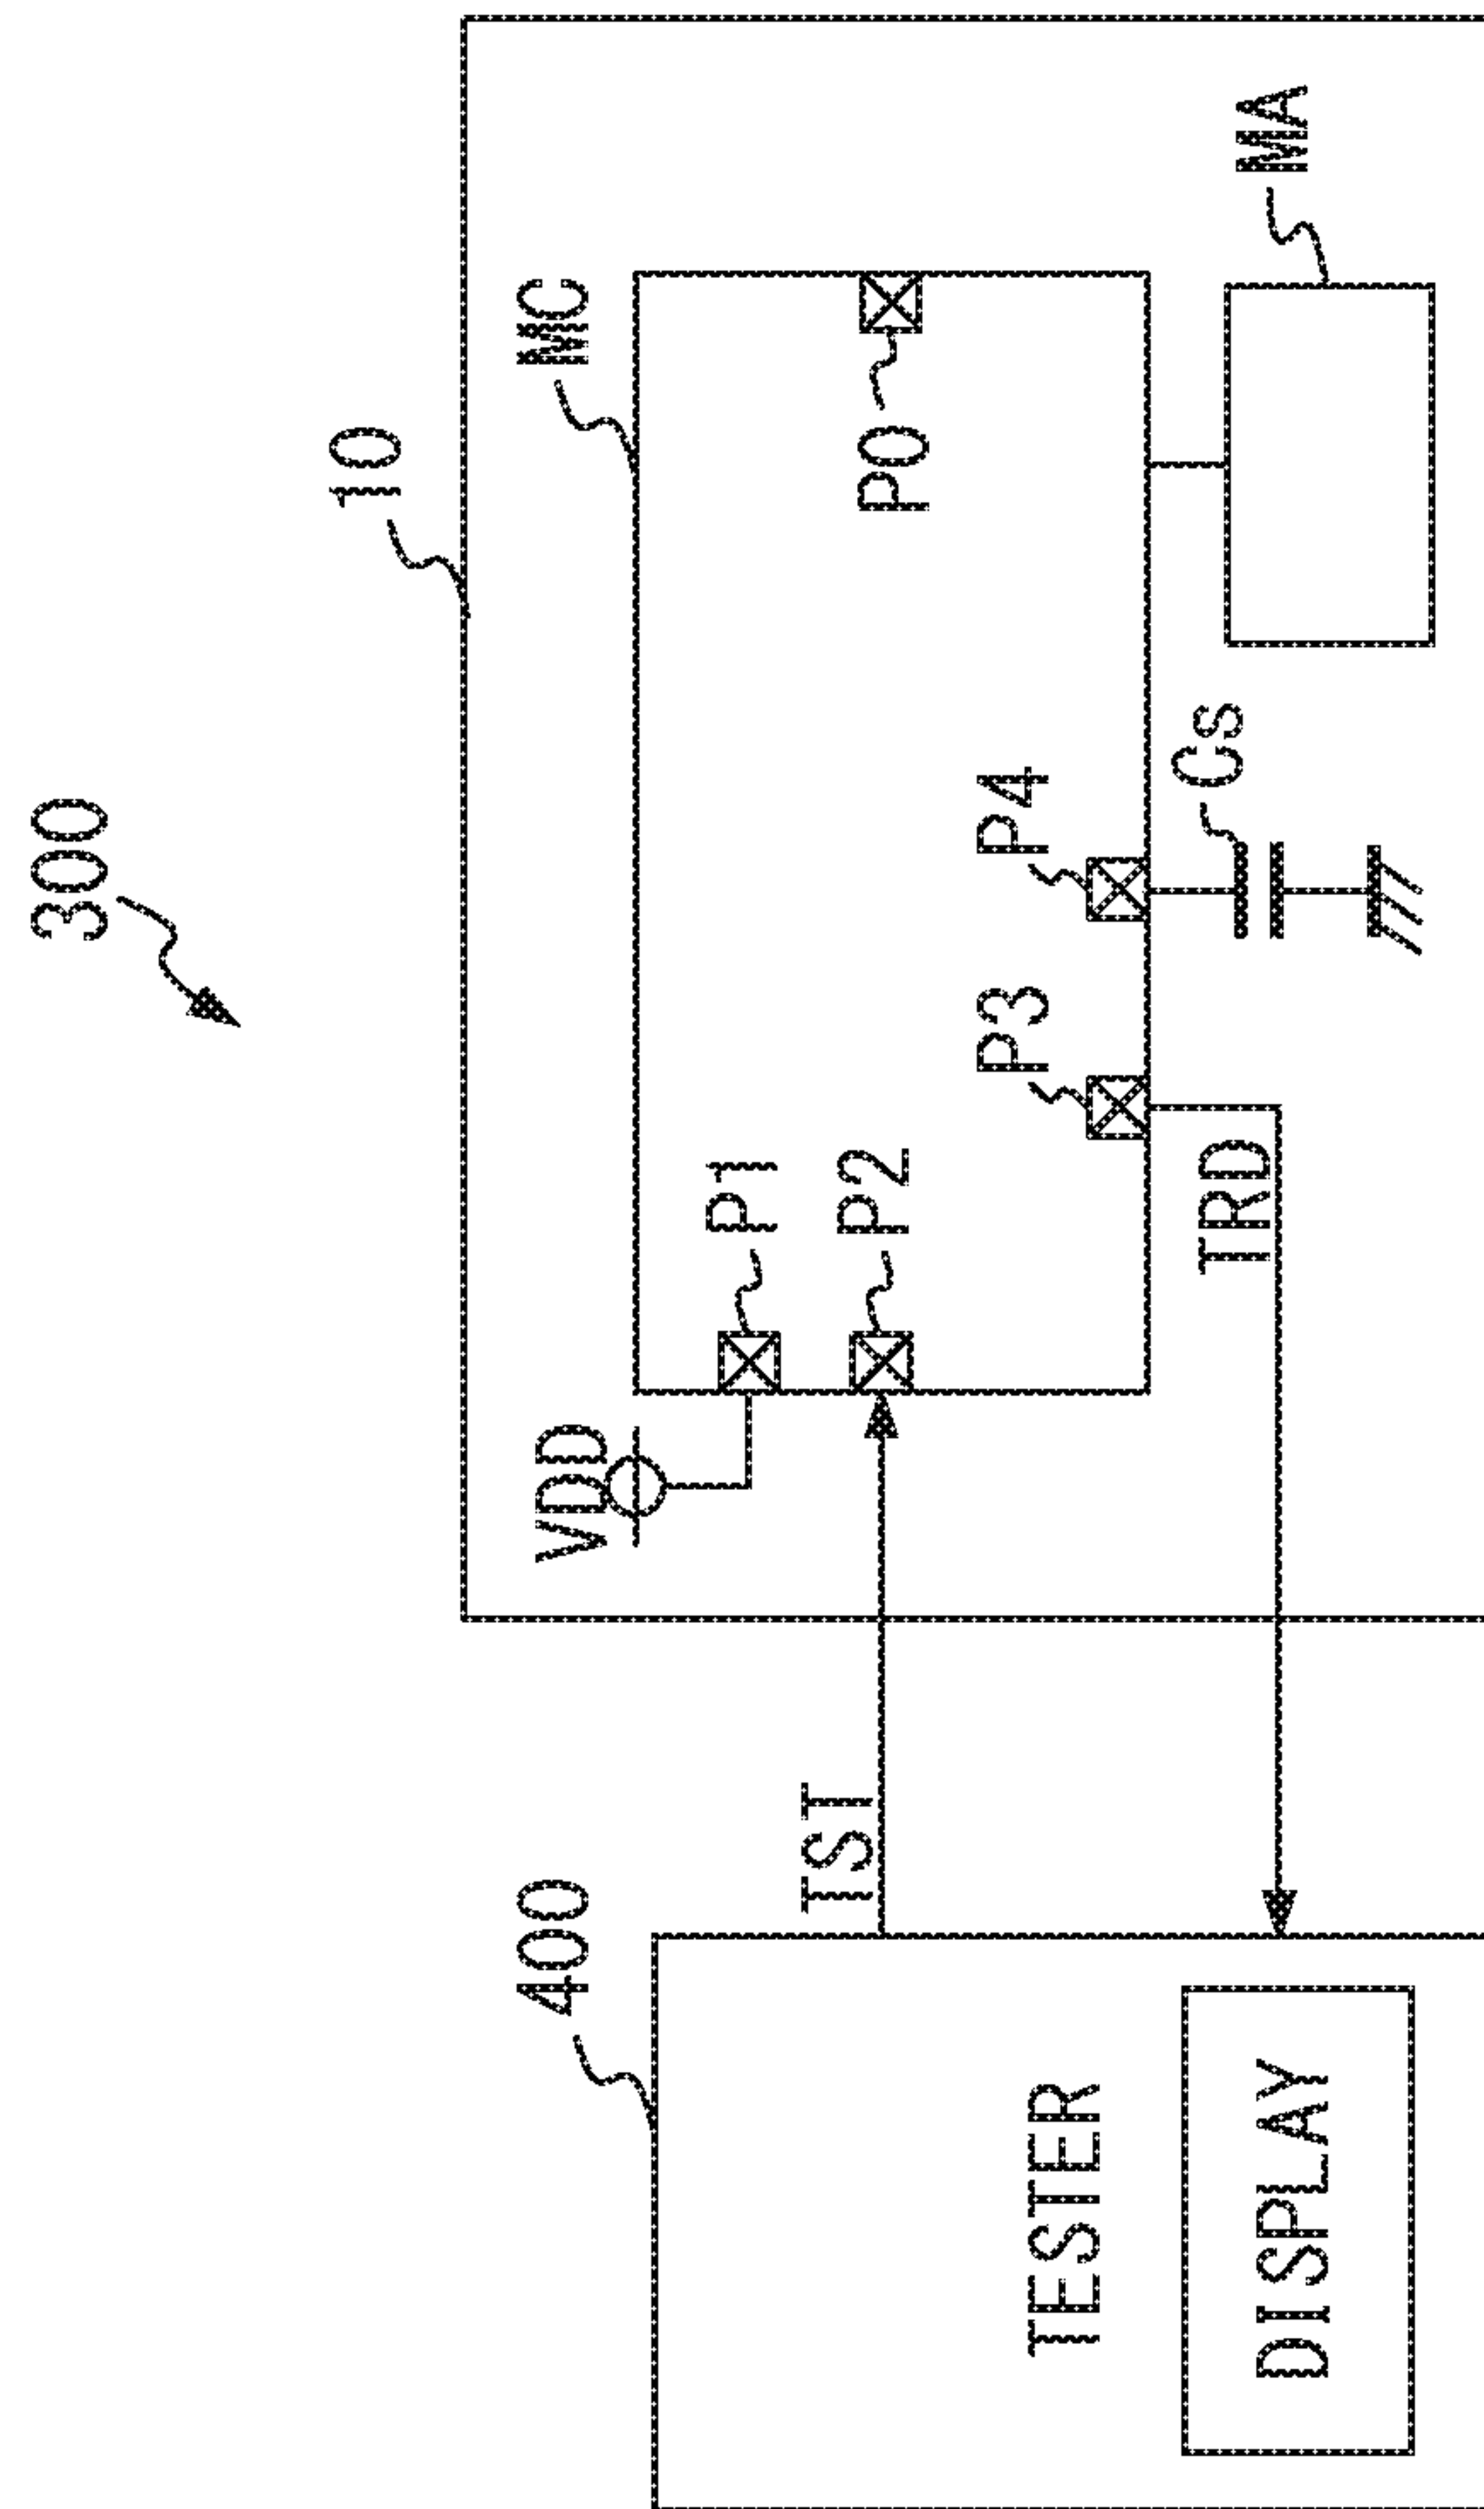 300
10
400
MC
VDD
P1
TST
P2
P0
TESTER
P3
P4
TRD
Cs
MA
DISPLAY